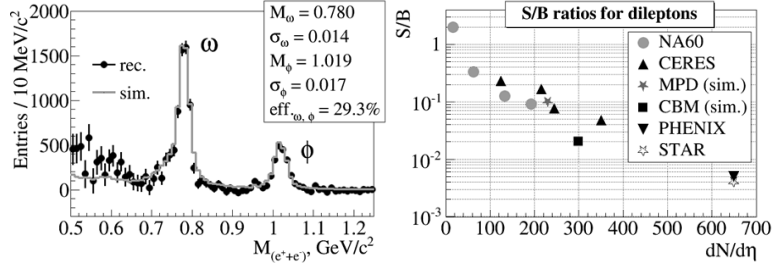 Entries / 10 MeV/c²
2000
1500
1000
500
0
ω
ϕ
rec.
sim.
M_ω = 0.780
σ_ω = 0.014
M_ϕ = 1.019
σ_ϕ = 0.017
eff._ω, ϕ = 29.3%
0.5 0.6 0.7 0.8 0.9 1 1.1 1.2
M_(e⁺+e⁻), GeV/c²
S/B ratios for dileptons
S/B
1
10⁻¹
10⁻²
10⁻³
NA60
CERES
MPD (sim.)
CBM (sim.)
PHENIX
STAR
0 100 200 300 400 500 600 700
dN/dη